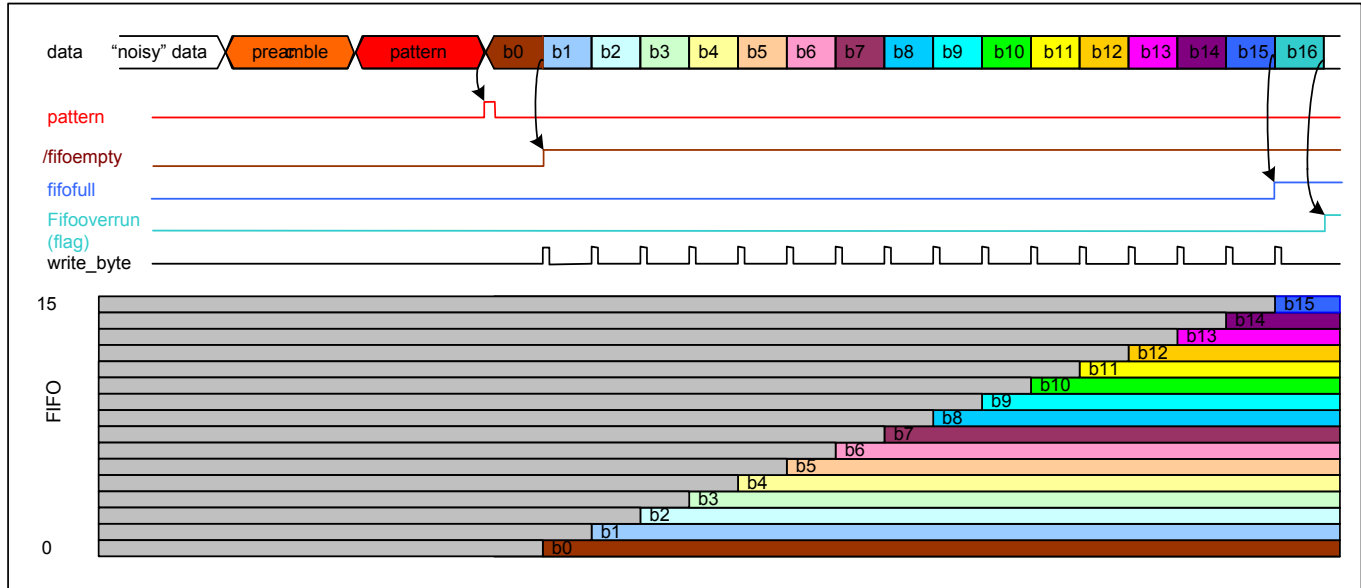 data “noisy” data preamble pattern b0 b1 b2 b3 b4 b5 b6 b7 b8 b9 b10 b11 b12 b13 b14 b15 b16
pattern
/fifoempty
fifofull
Fifooverrun
(flag)
write_byte
15
b15
b14
b13
b12
b11
b10
b9
b8
FIFO
b7
b6
b5
b4
b3
b2
b1
0
b0